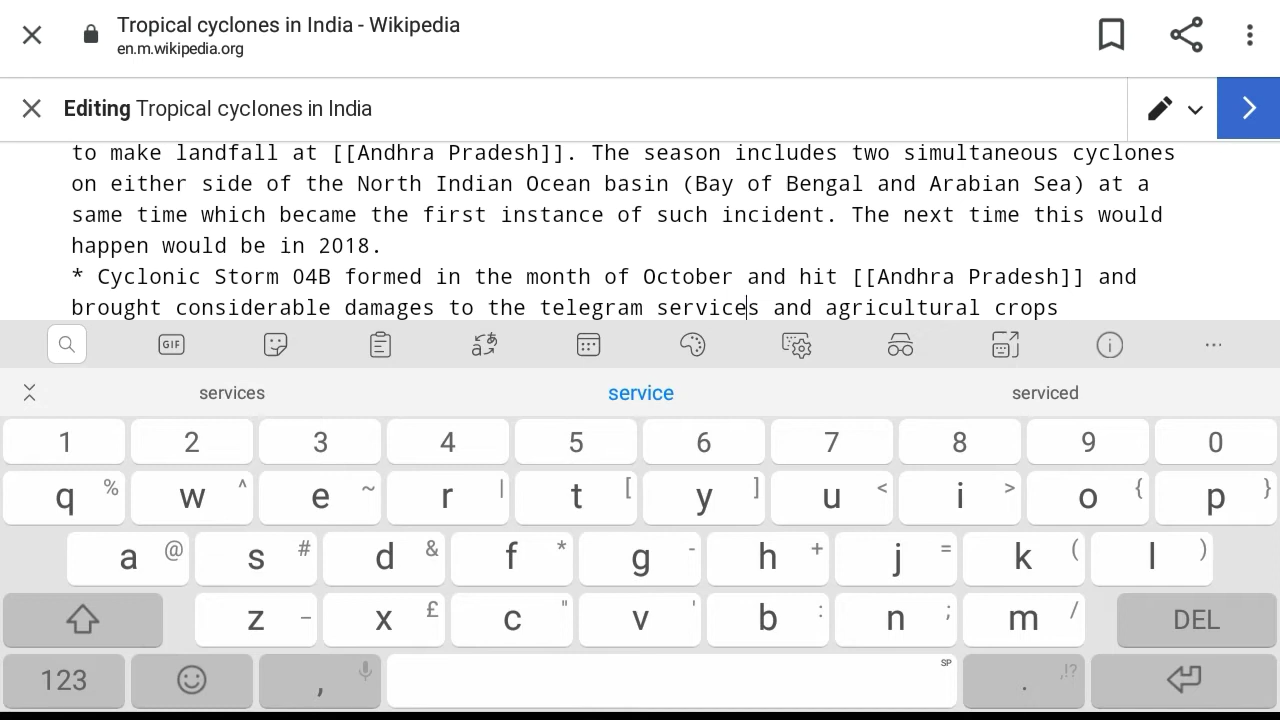 Tropical cyclones in India - Wikipedia
en.m.wikipedia.org
Editing Tropical cyclones in India
to make landfall at [[Andhra Pradesh]]. The season includes two simultaneous cyclones
on either side of the North Indian Ocean basin (Bay of Bengal and Arabian Sea) at a
same time which became the first instance of such incident. The next time this would
happen would be in 2018.
* Cyclonic Storm 04B formed in the month of October and hit [[Andhra Pradesh]] and
brought considerable damages to the telegram services and agricultural crops
GIF
services service serviced
1 2 3 4 5 6 7 8 9 0
q % w ^ e ~ r | t [ y ] u < i > o { p }
a @ s # d & f * g - h + j = k ( l )
z _ x £ c " v ' b : n ; m / DEL
123 , SP . ,!?